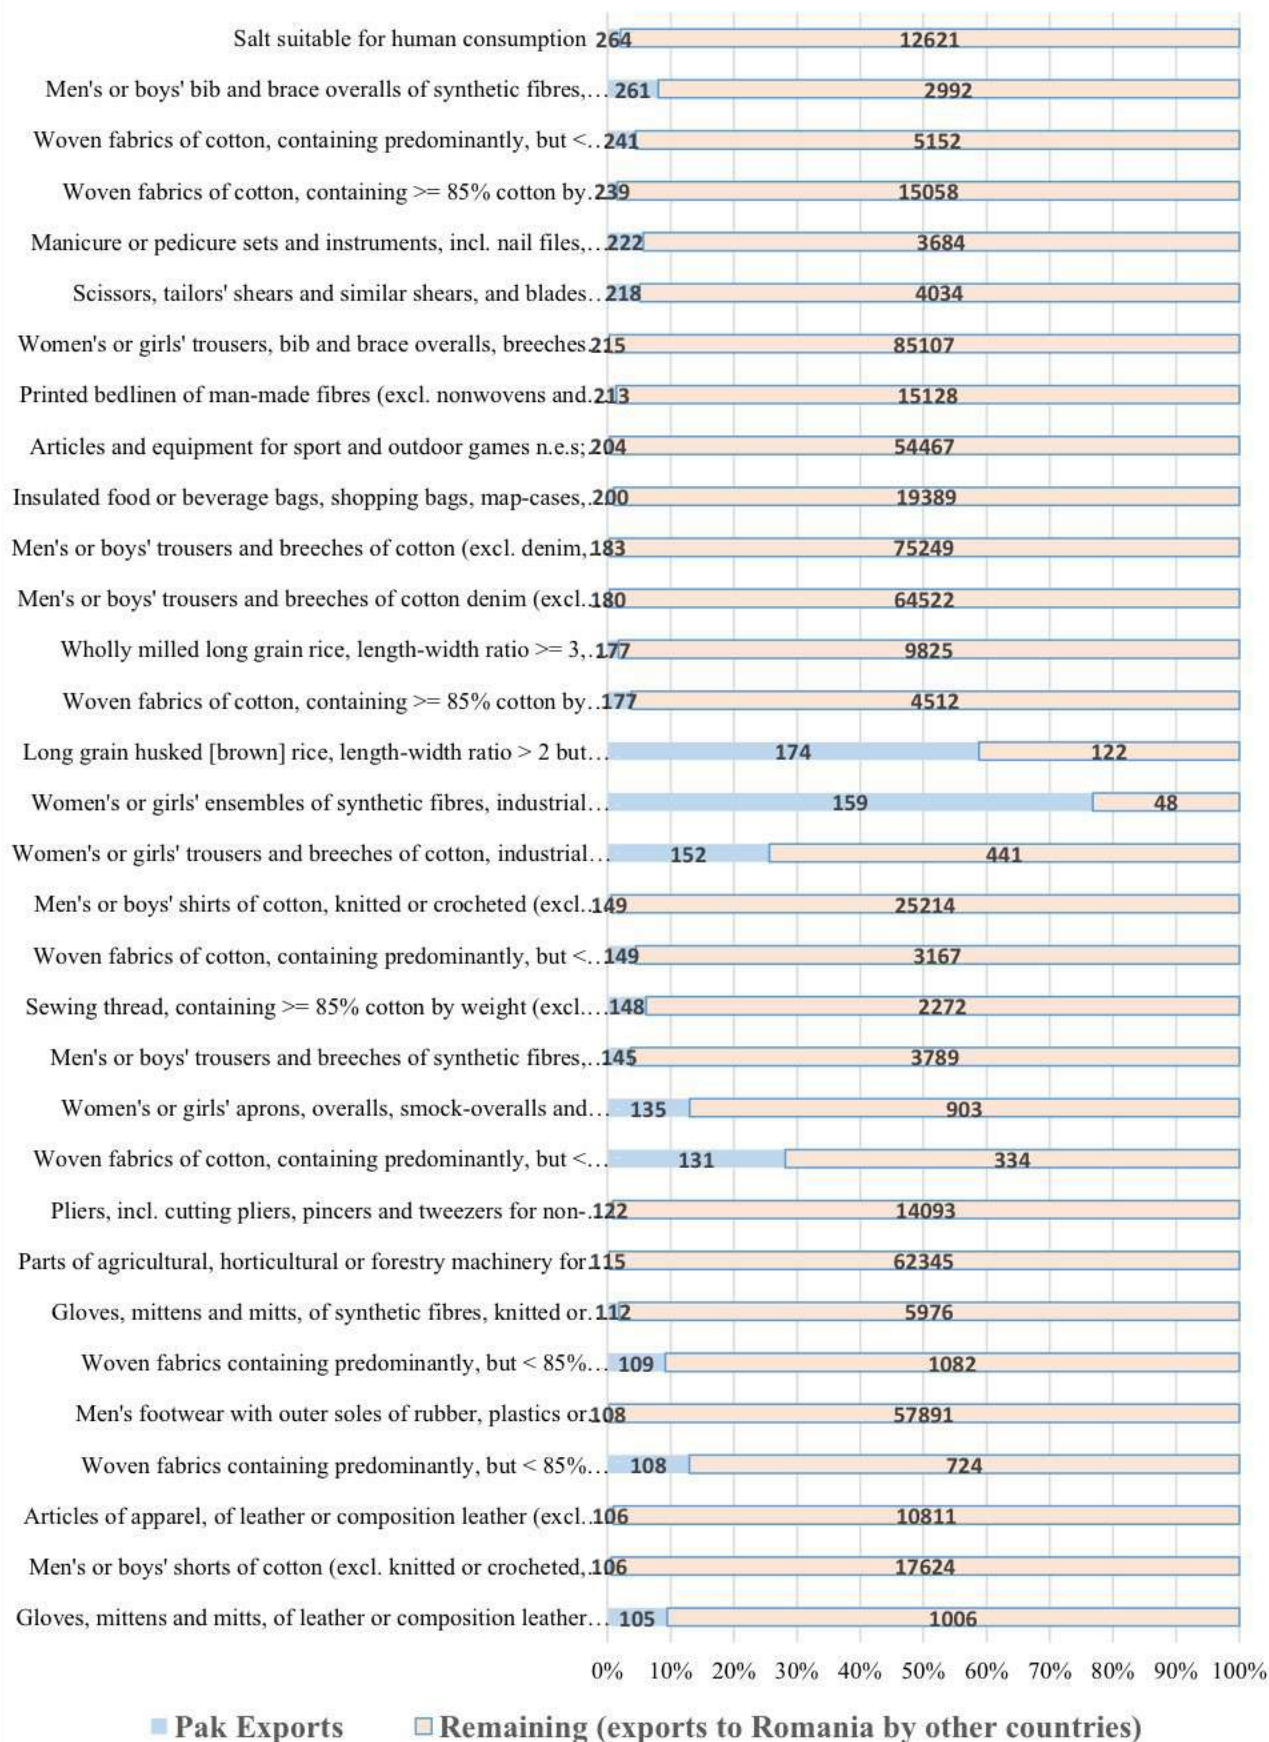 Salt suitable for human consumption 264 12621
Men's or boys' bib and brace overalls of synthetic fibres,... 261 2992
Woven fabrics of cotton, containing predominantly, but <.. 241 5152
Woven fabrics of cotton, containing >= 85% cotton by. 239 15058
Manicure or pedicure sets and instruments, incl. nail files,... 222 3684
Scissors, tailors' shears and similar shears, and blades.. 218 4034
Women's or girls' trousers, bib and brace overalls, breeches 215 85107
Printed bedlinen of man-made fibres (excl. nonwovens and. 213 15128
Articles and equipment for sport and outdoor games n.e.s; 204 54467
Insulated food or beverage bags, shopping bags, map-cases,. 200 19389
Men's or boys' trousers and breeches of cotton (excl. denim, 183 75249
Men's or boys' trousers and breeches of cotton denim (excl.. 180 64522
Wholly milled long grain rice, length-width ratio >= 3,.. 177 9825
Woven fabrics of cotton, containing >= 85% cotton by.. 177 4512
Long grain husked [brown] rice, length-width ratio > 2 but... 174 122
Women's or girls' ensembles of synthetic fibres, industrial... 159 48
Women's or girls' trousers and breeches of cotton, industrial... 152 441
Men's or boys' shirts of cotton, knitted or crocheted (excl.. 149 25214
Woven fabrics of cotton, containing predominantly, but <.. 149 3167
Sewing thread, containing >= 85% cotton by weight (excl.... 148 2272
Men's or boys' trousers and breeches of synthetic fibres,.. 145 3789
Women's or girls' aprons, overalls, smock-overalls and... 135 903
Woven fabrics of cotton, containing predominantly, but <... 131 334
Pliers, incl. cutting pliers, pincers and tweezers for non-. 122 14093
Parts of agricultural, horticultural or forestry machinery for 115 62345
Gloves, mittens and mitts, of synthetic fibres, knitted or. 112 5976
Woven fabrics containing predominantly, but < 85%... 109 1082
Men's footwear with outer soles of rubber, plastics or 108 57891
Woven fabrics containing predominantly, but < 85%... 108 724
Articles of apparel, of leather or composition leather (excl.. 106 10811
Men's or boys' shorts of cotton (excl. knitted or crocheted,. 106 17624
Gloves, mittens and mitts, of leather or composition leather... 105 1006
0% 10% 20% 30% 40% 50% 60% 70% 80% 90% 100%
Pak Exports Remaining (exports to Romania by other countries)